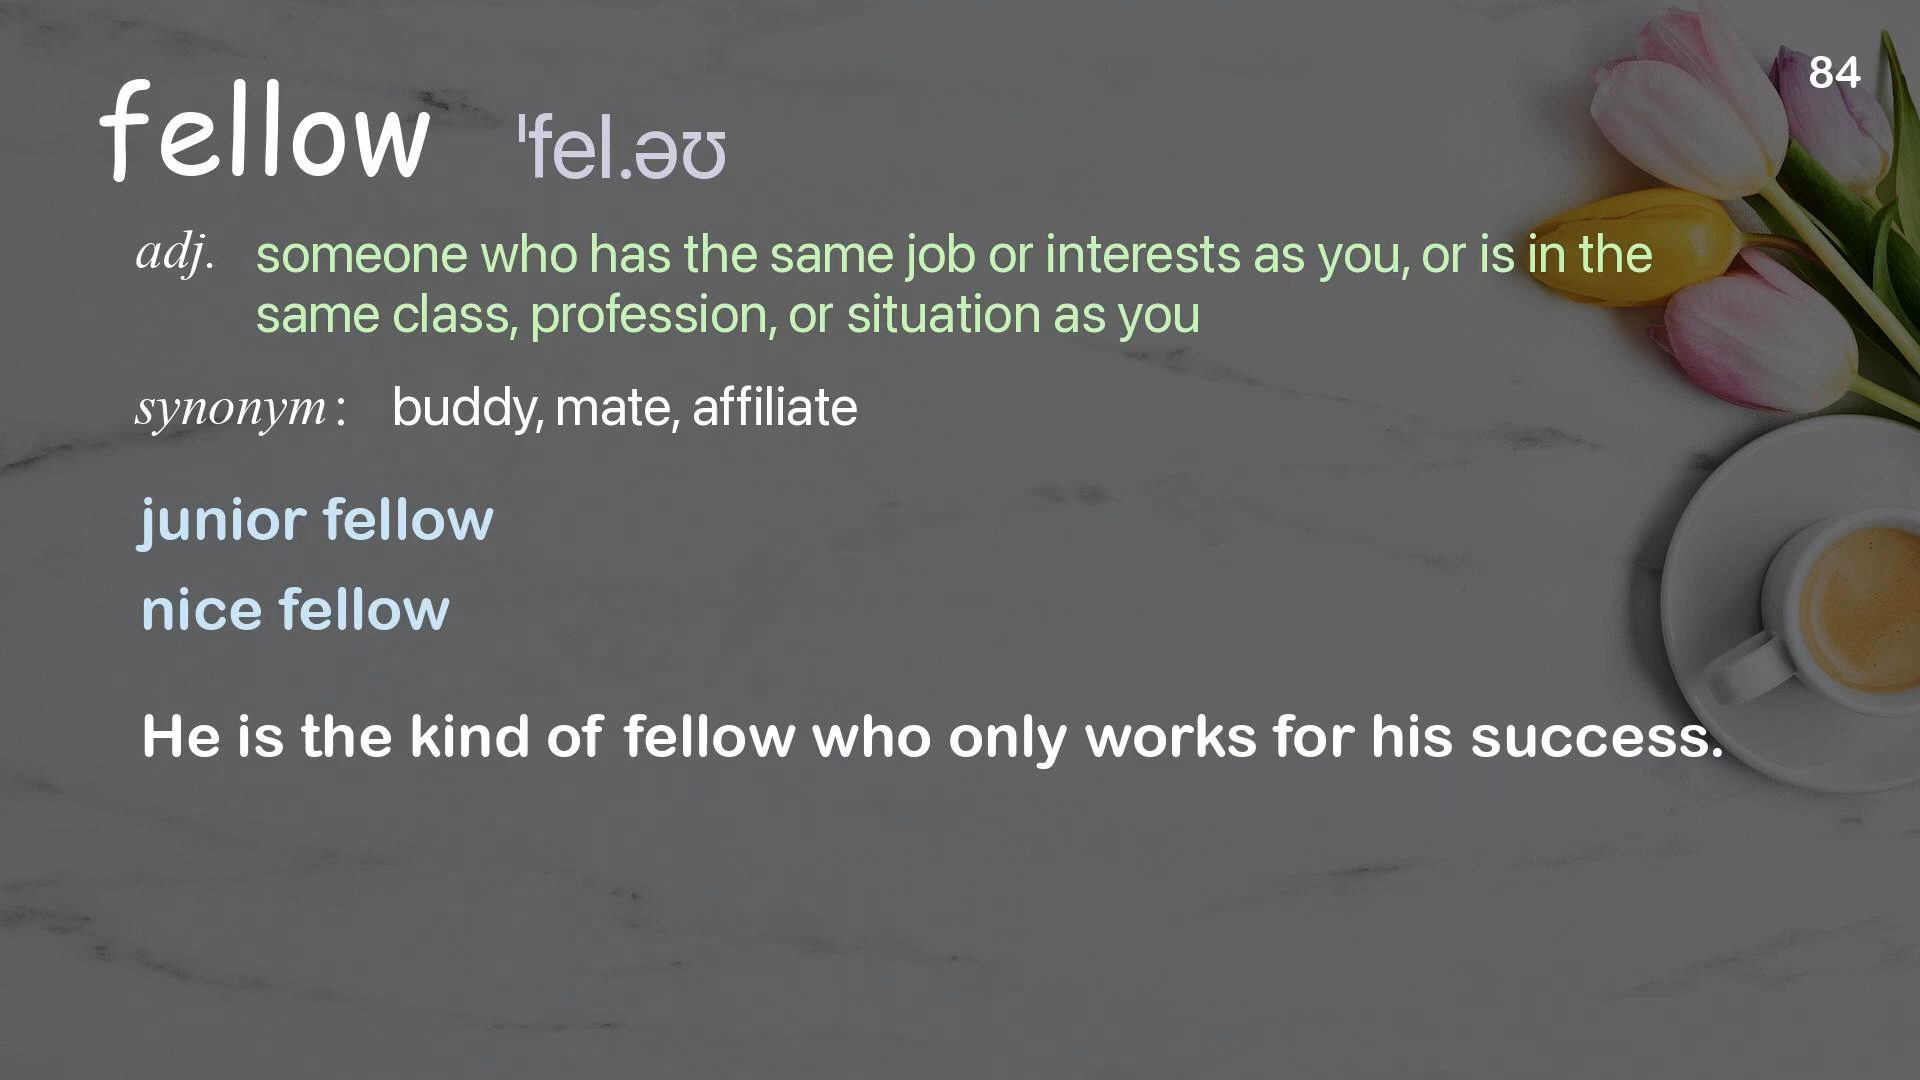 84
fellow ˈfel.əʊ
adj. someone who has the same job or interests as you, or is in the
same class, profession, or situation as you
synonym: buddy, mate, affiliate
junior fellow
nice fellow
He is the kind of fellow who only works for his success.